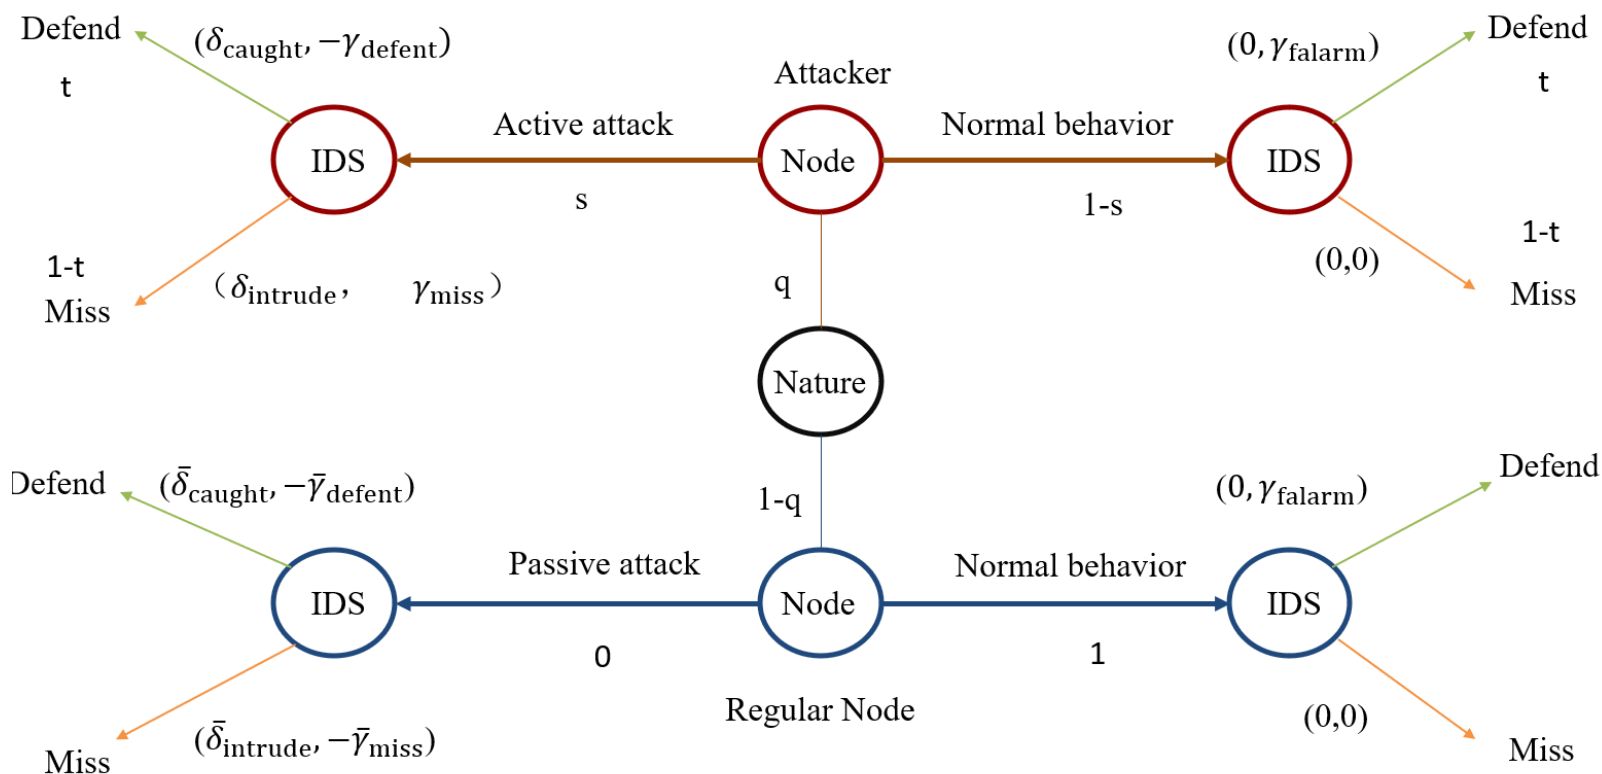 Defend
(δcaught, −γdefent)
t
Attacker
(0, γfalarm)
Defend
t
IDS
Active attack
s
Node
Normal behavior
1-s
IDS
1-t
Miss
(δintrude, γmiss)
q
(0,0)
1-t
Miss
Nature
Defend
(δ̄caught, −γ̄defent)
1-q
(0, γfalarm)
Defend
IDS
Passive attack
0
Node
Normal behavior
1
IDS
Regular Node
Miss
(δ̄intrude, −γ̄miss)
(0,0)
Miss